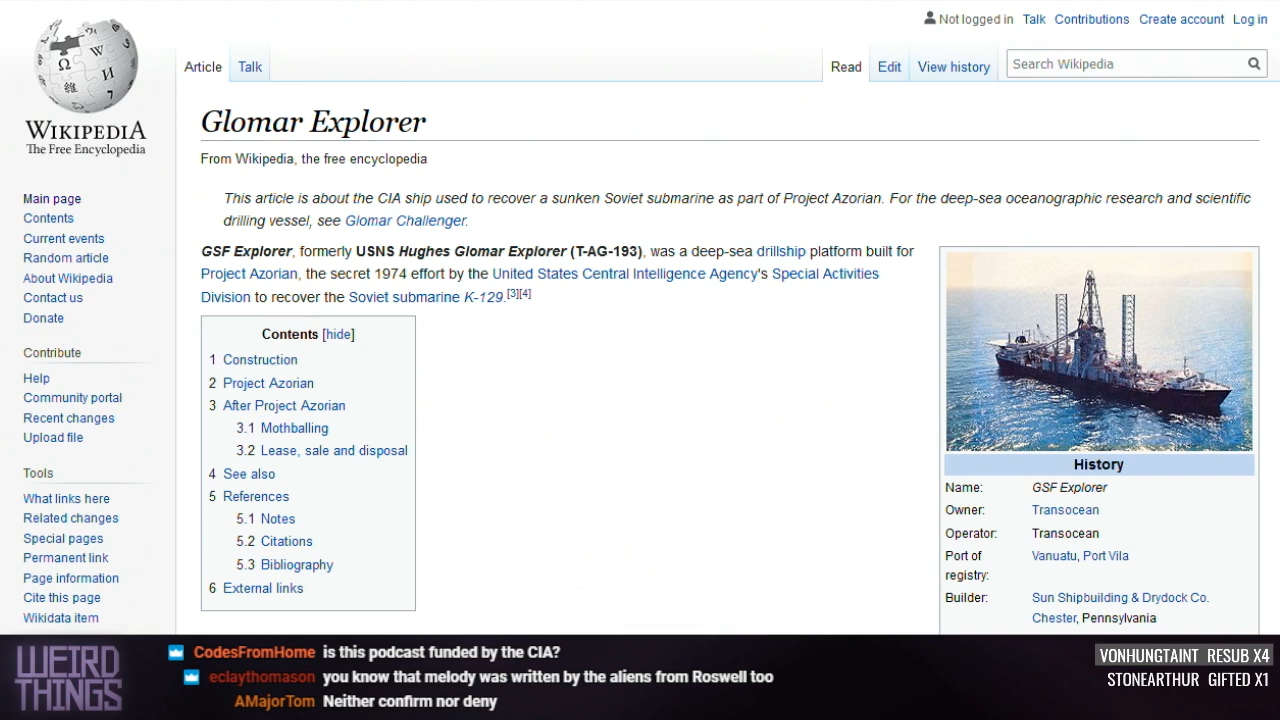 Not logged in Talk Contributions Create account Log in
Article Talk Read Edit View history Search Wikipedia
WIKIPEDIA
The Free Encyclopedia
Main page
Contents
Current events
Random article
About Wikipedia
Contact us
Donate
Contribute
Help
Community portal
Recent changes
Upload file
Tools
What links here
Related changes
Special pages
Permanent link
Page information
Cite this page
Wikidata item
Glomar Explorer
From Wikipedia, the free encyclopedia
This article is about the CIA ship used to recover a sunken Soviet submarine as part of Project Azorian. For the deep-sea oceanographic research and scientific
drilling vessel, see Glomar Challenger.
GSF Explorer, formerly USNS Hughes Glomar Explorer (T-AG-193), was a deep-sea drillship platform built for
Project Azorian, the secret 1974 effort by the United States Central Intelligence Agency's Special Activities
Division to recover the Soviet submarine K-129.[3][4]
Contents [hide]
1 Construction
2 Project Azorian
3 After Project Azorian
3.1 Mothballing
3.2 Lease, sale and disposal
4 See also
5 References
5.1 Notes
5.2 Citations
5.3 Bibliography
6 External links
History
Name: GSF Explorer
Owner: Transocean
Operator: Transocean
Port of Vanuatu, Port Vila
registry:
Builder: Sun Shipbuilding & Drydock Co.
Chester, Pennsylvania
WEIRD
THINGS
CodesFromHome is this podcast funded by the CIA?
eclaythomason you know that melody was written by the aliens from Roswell too
AMajorTom Neither confirm nor deny
VONHUNGTAINT RESUB X4
STONEARTHUR GIFTED X1